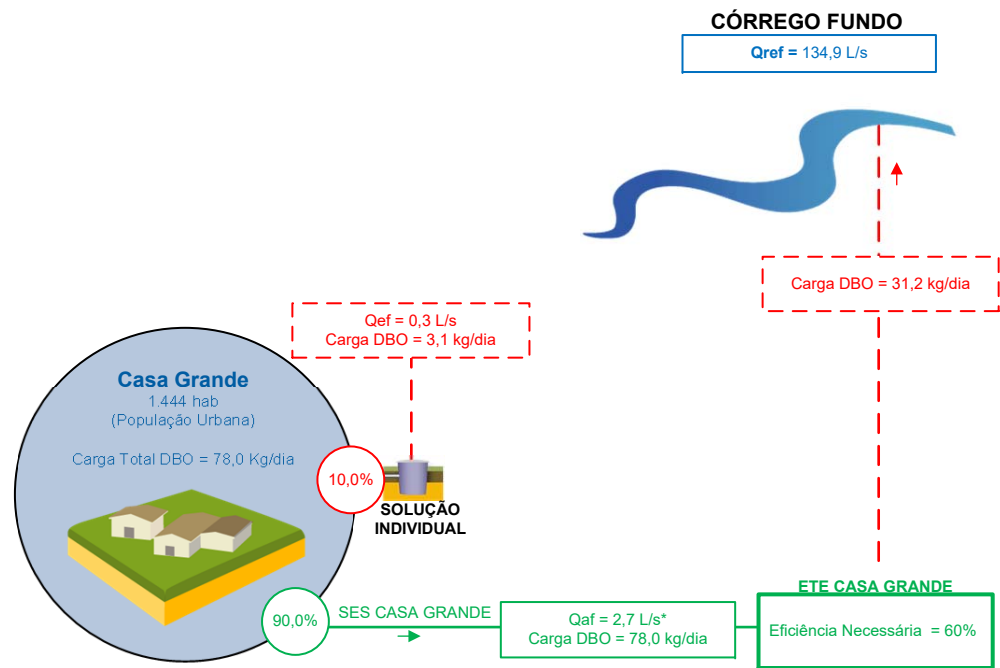 CÓRREGO FUNDO
Qref = 134,9 L/s
Carga DBO = 31,2 kg/dia
Qef = 0,3 L/s
Carga DBO = 3,1 kg/dia
Casa Grande
1.444 hab
(População Urbana)
Carga Total DBO = 78,0 Kg/dia
10,0%
SOLUÇÃO
INDIVIDUAL
90,0%
SES CASA GRANDE
Qaf = 2,7 L/s*
Carga DBO = 78,0 kg/dia
ETE CASA GRANDE
Eficiência Necessária = 60%